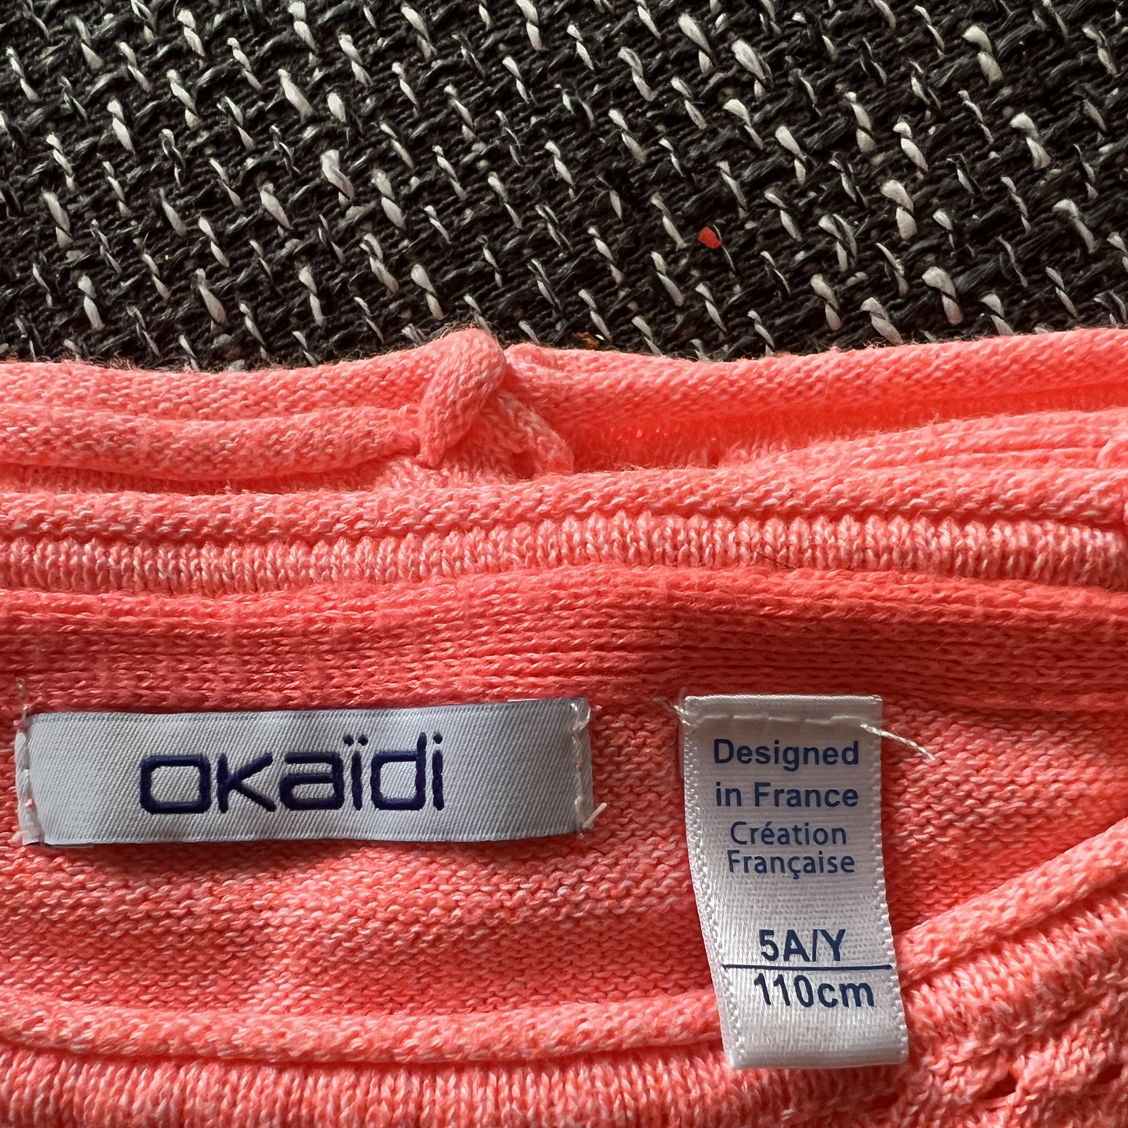 okaïdi
Designed
in France
Création
Française
5A/Y
110cm